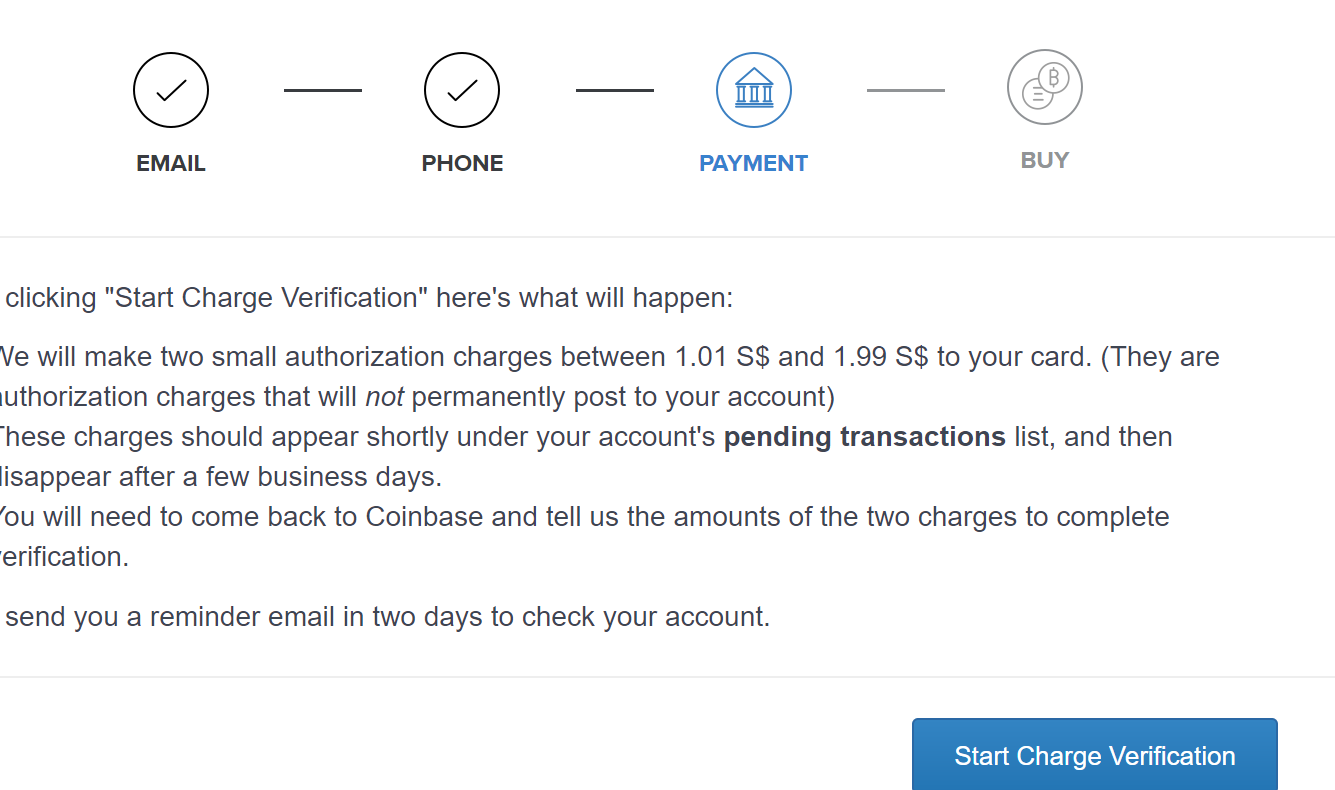 EMAIL PHONE PAYMENT BUY
clicking "Start Charge Verification" here's what will happen:
We will make two small authorization charges between 1.01 S$ and 1.99 S$ to your card. (They are
authorization charges that will not permanently post to your account)
These charges should appear shortly under your account's pending transactions list, and then
disappear after a few business days.
You will need to come back to Coinbase and tell us the amounts of the two charges to complete
verification.
send you a reminder email in two days to check your account.
Start Charge Verification